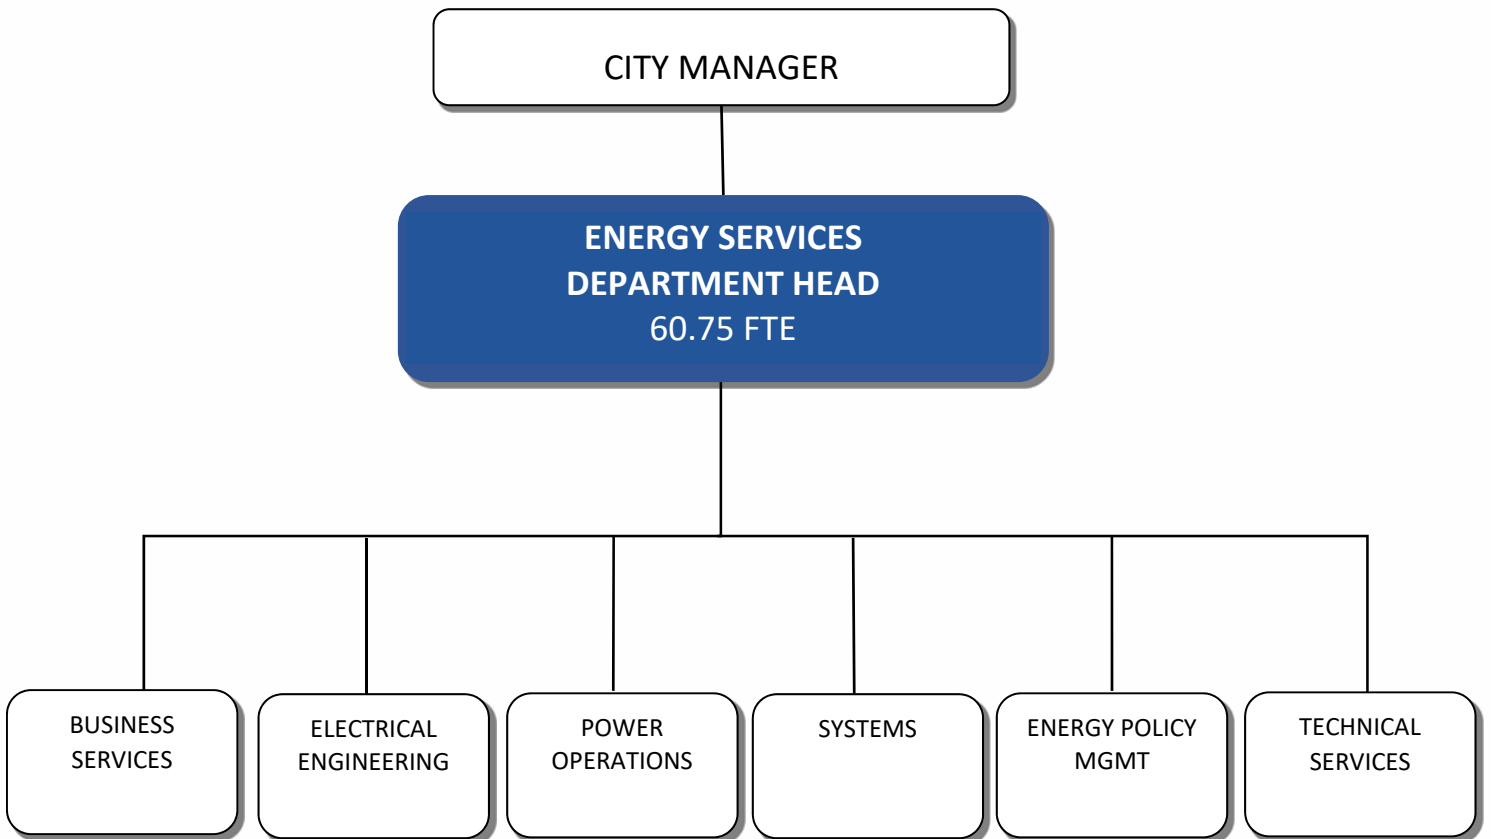 CITY MANAGER
ENERGY SERVICES
DEPARTMENT HEAD
60.75 FTE
BUSINESS
SERVICES
ELECTRICAL
ENGINEERING
POWER
OPERATIONS
SYSTEMS
ENERGY POLICY
MGMT
TECHNICAL
SERVICES